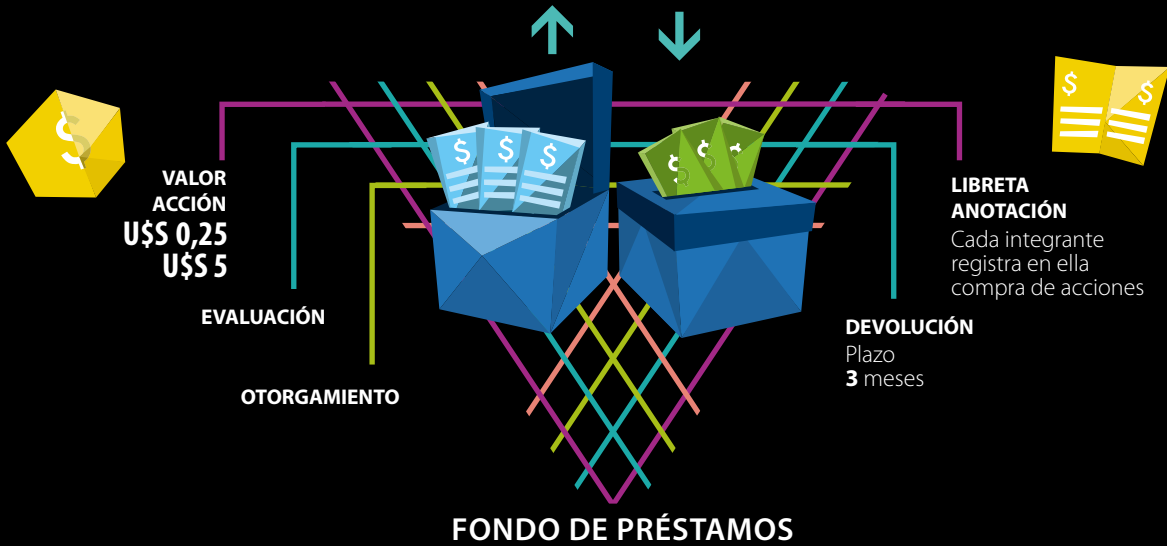 VALOR
ACCIÓN
U$S 0,25
U$S 5
EVALUACIÓN
OTORGAMIENTO
LIBRETA
ANOTACIÓN
Cada integrante
registra en ella
compra de acciones
DEVOLUCIÓN
Plazo
3 meses
FONDO DE PRÉSTAMOS
$
$
$
$
$
$
$
$
$